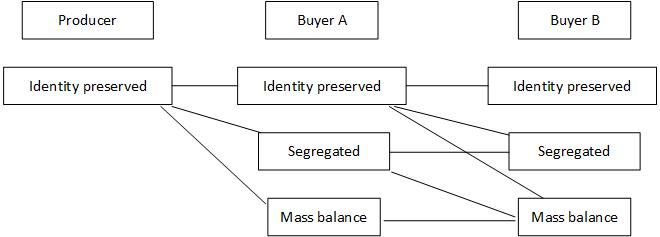 Producer
Buyer A
Buyer B
Identity preserved
Identity preserved
Identity preserved
Segregated
Segregated
Mass balance
Mass balance